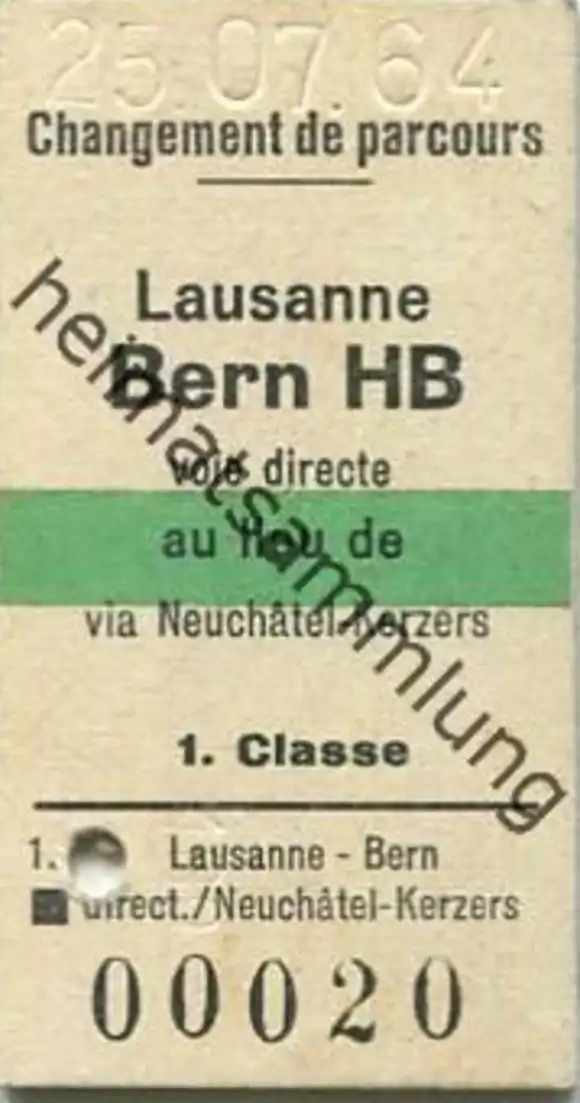 25.07.64
Changement de parcours
Lausanne
Bern HB
voie directe
au lieu de
via Neuchâtel-Kerzers
1. Classe
1. Lausanne - Bern
direct./Neuchâtel-Kerzers
00020
heimatsammlung